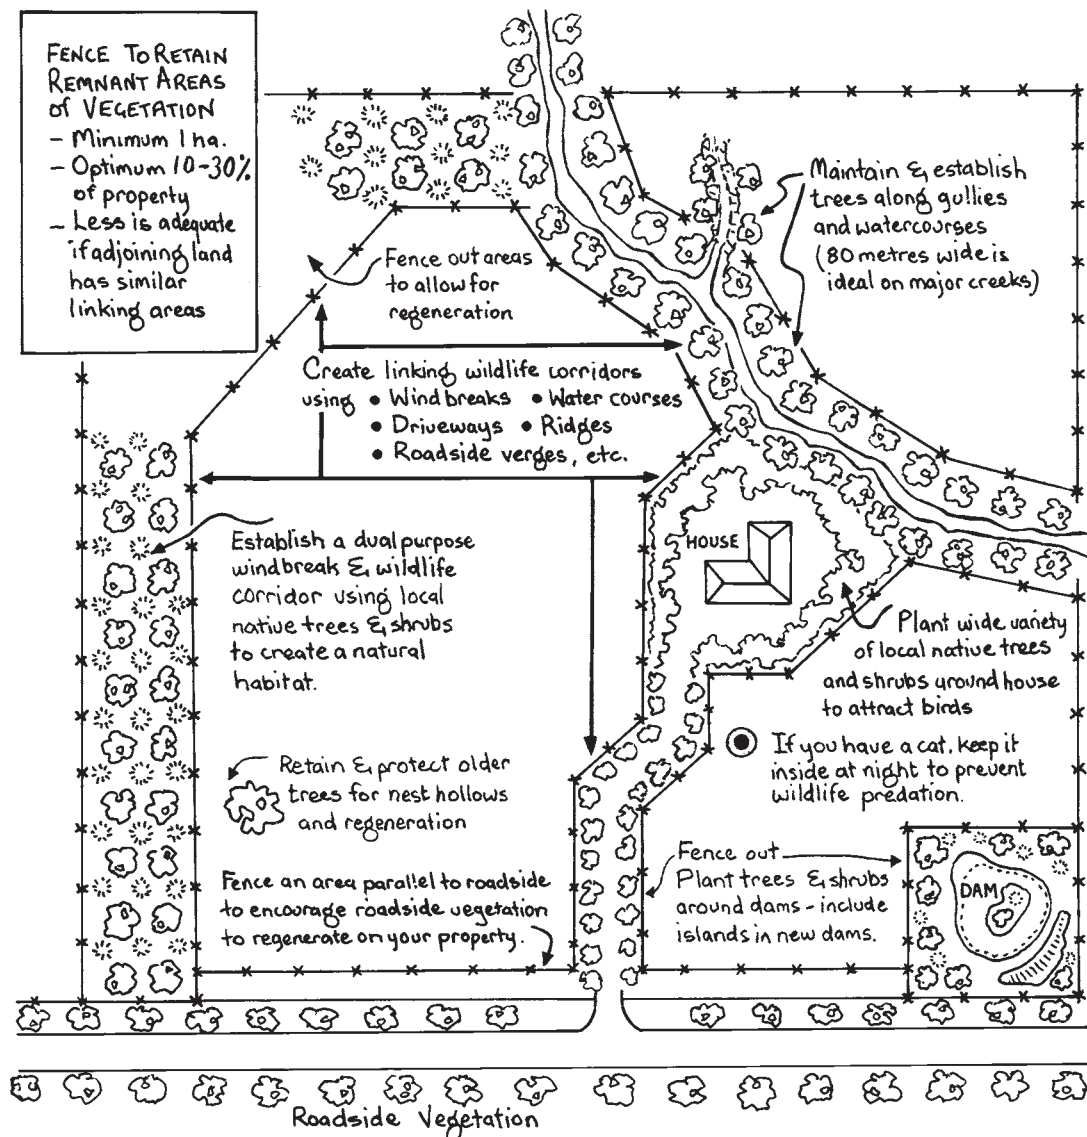 FENCE TO RETAIN
REMNANT AREAS
of VEGETATION
- Minimum 1 ha.
- Optimum 10-30%
of property
- Less is adequate
if adjoining land
has similar
linking areas
Maintain & establish
trees along gullies
and watercourses
(80 metres wide is
ideal on major creeks)
Fence out areas
to allow for
regeneration
Create linking wildlife corridors
using • Windbreaks • Water courses
• Driveways • Ridges
• Roadside verges, etc.
HOUSE
Establish a dual purpose
windbreak & wildlife
corridor using local
native trees & shrubs
to create a natural
habitat.
Plant wide variety
of local native trees
and shrubs around house
to attract birds
If you have a cat, keep it
inside at night to prevent
wildlife predation.
Retain & protect older
trees for nest hollows
and regeneration
Fence out
Plant trees & shrubs
around dams - include
islands in new dams.
DAM
Fence an area parallel to roadside
to encourage roadside vegetation
to regenerate on your property.
Roadside Vegetation